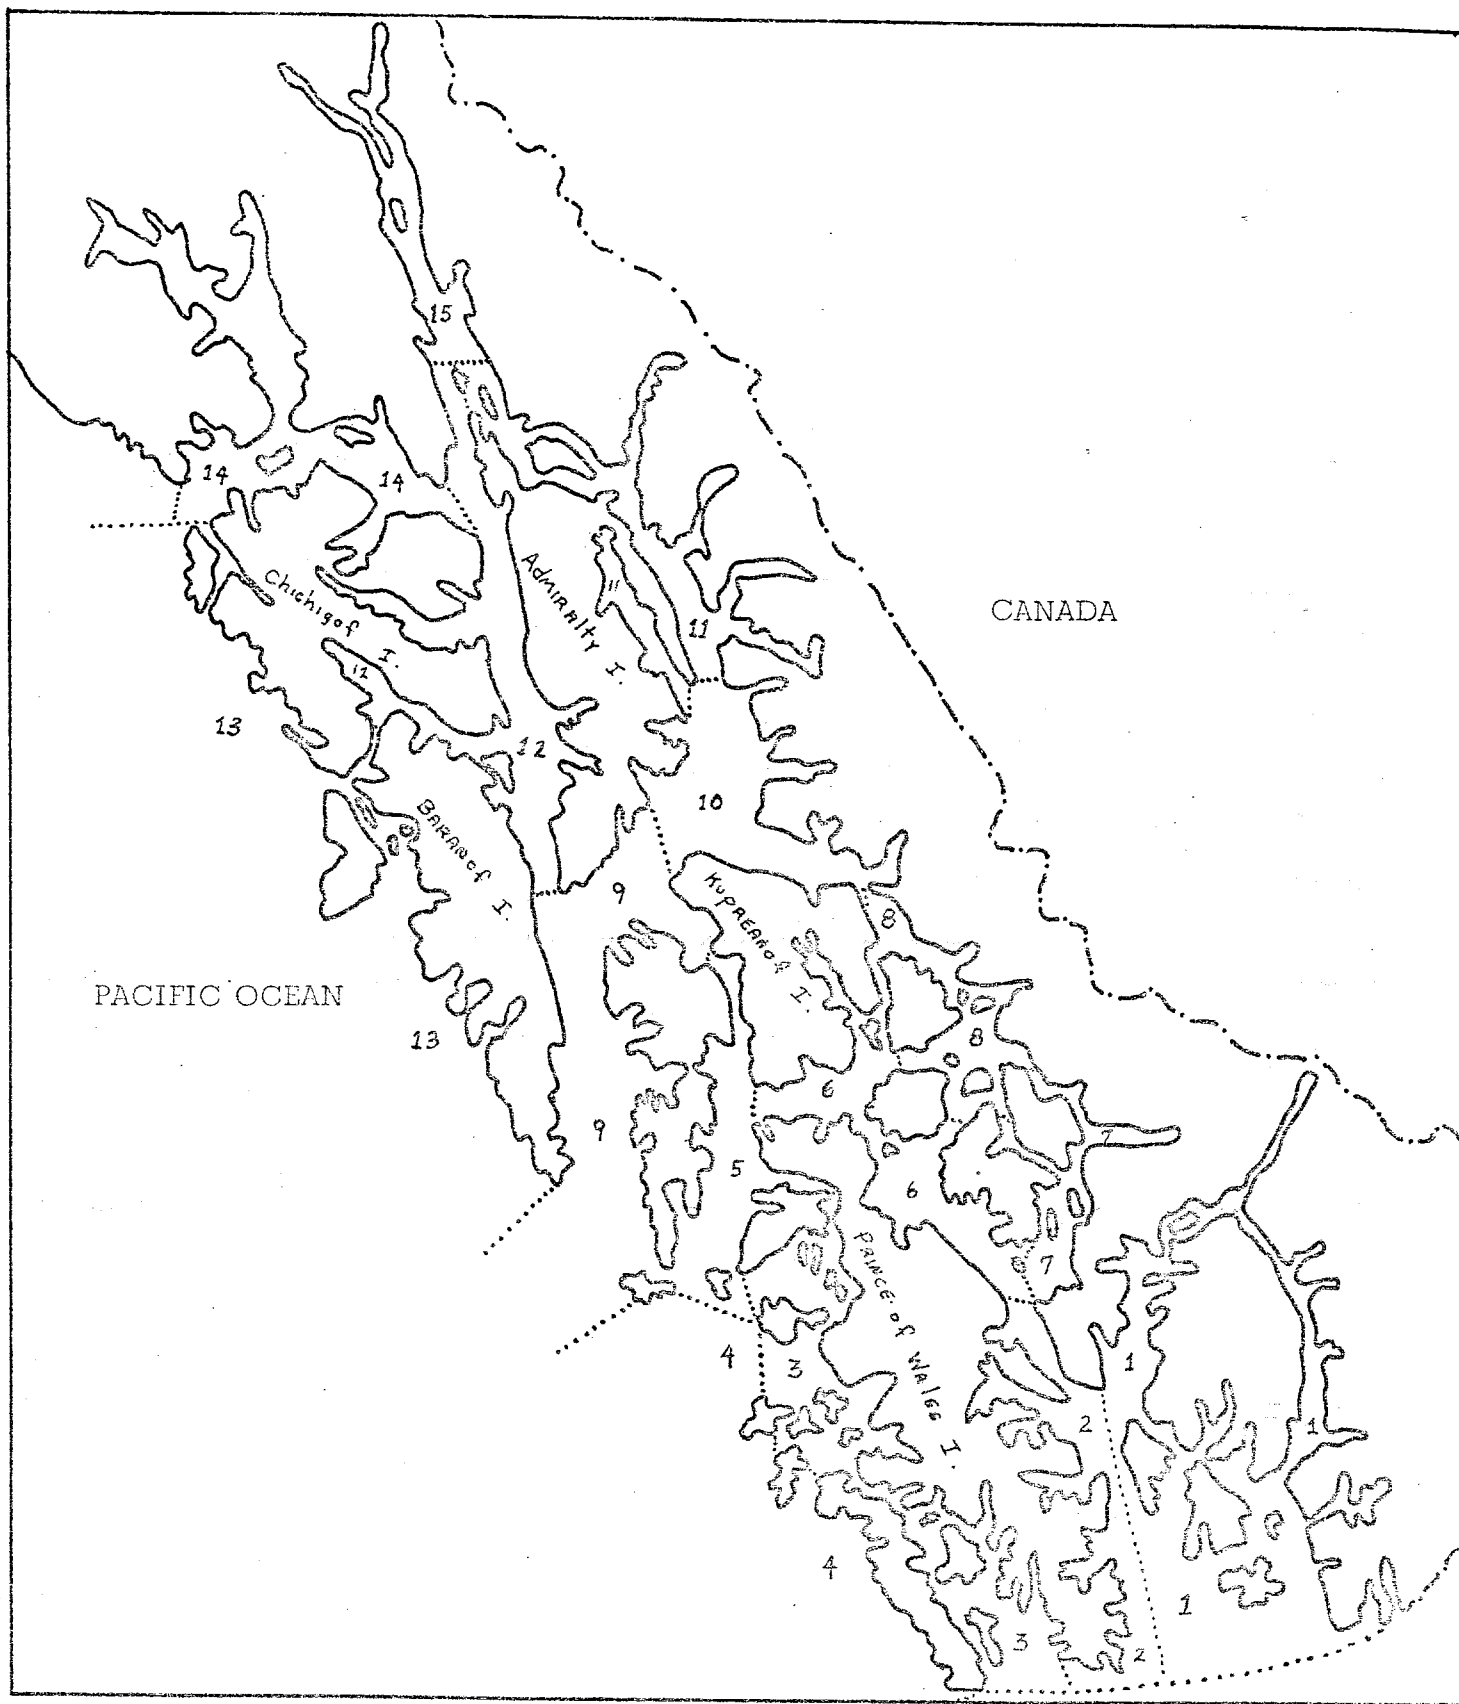 15
14
14
Chichigof
I.
Admiralty
I.
11
11
CANADA
12
13
12
10
Baranof
I.
9
Kupreanof
I.
8
PACIFIC OCEAN
13
8
6
9
7
5
6
7
Prince of Wales I.
4
3
1
2
1
4
1
3
2